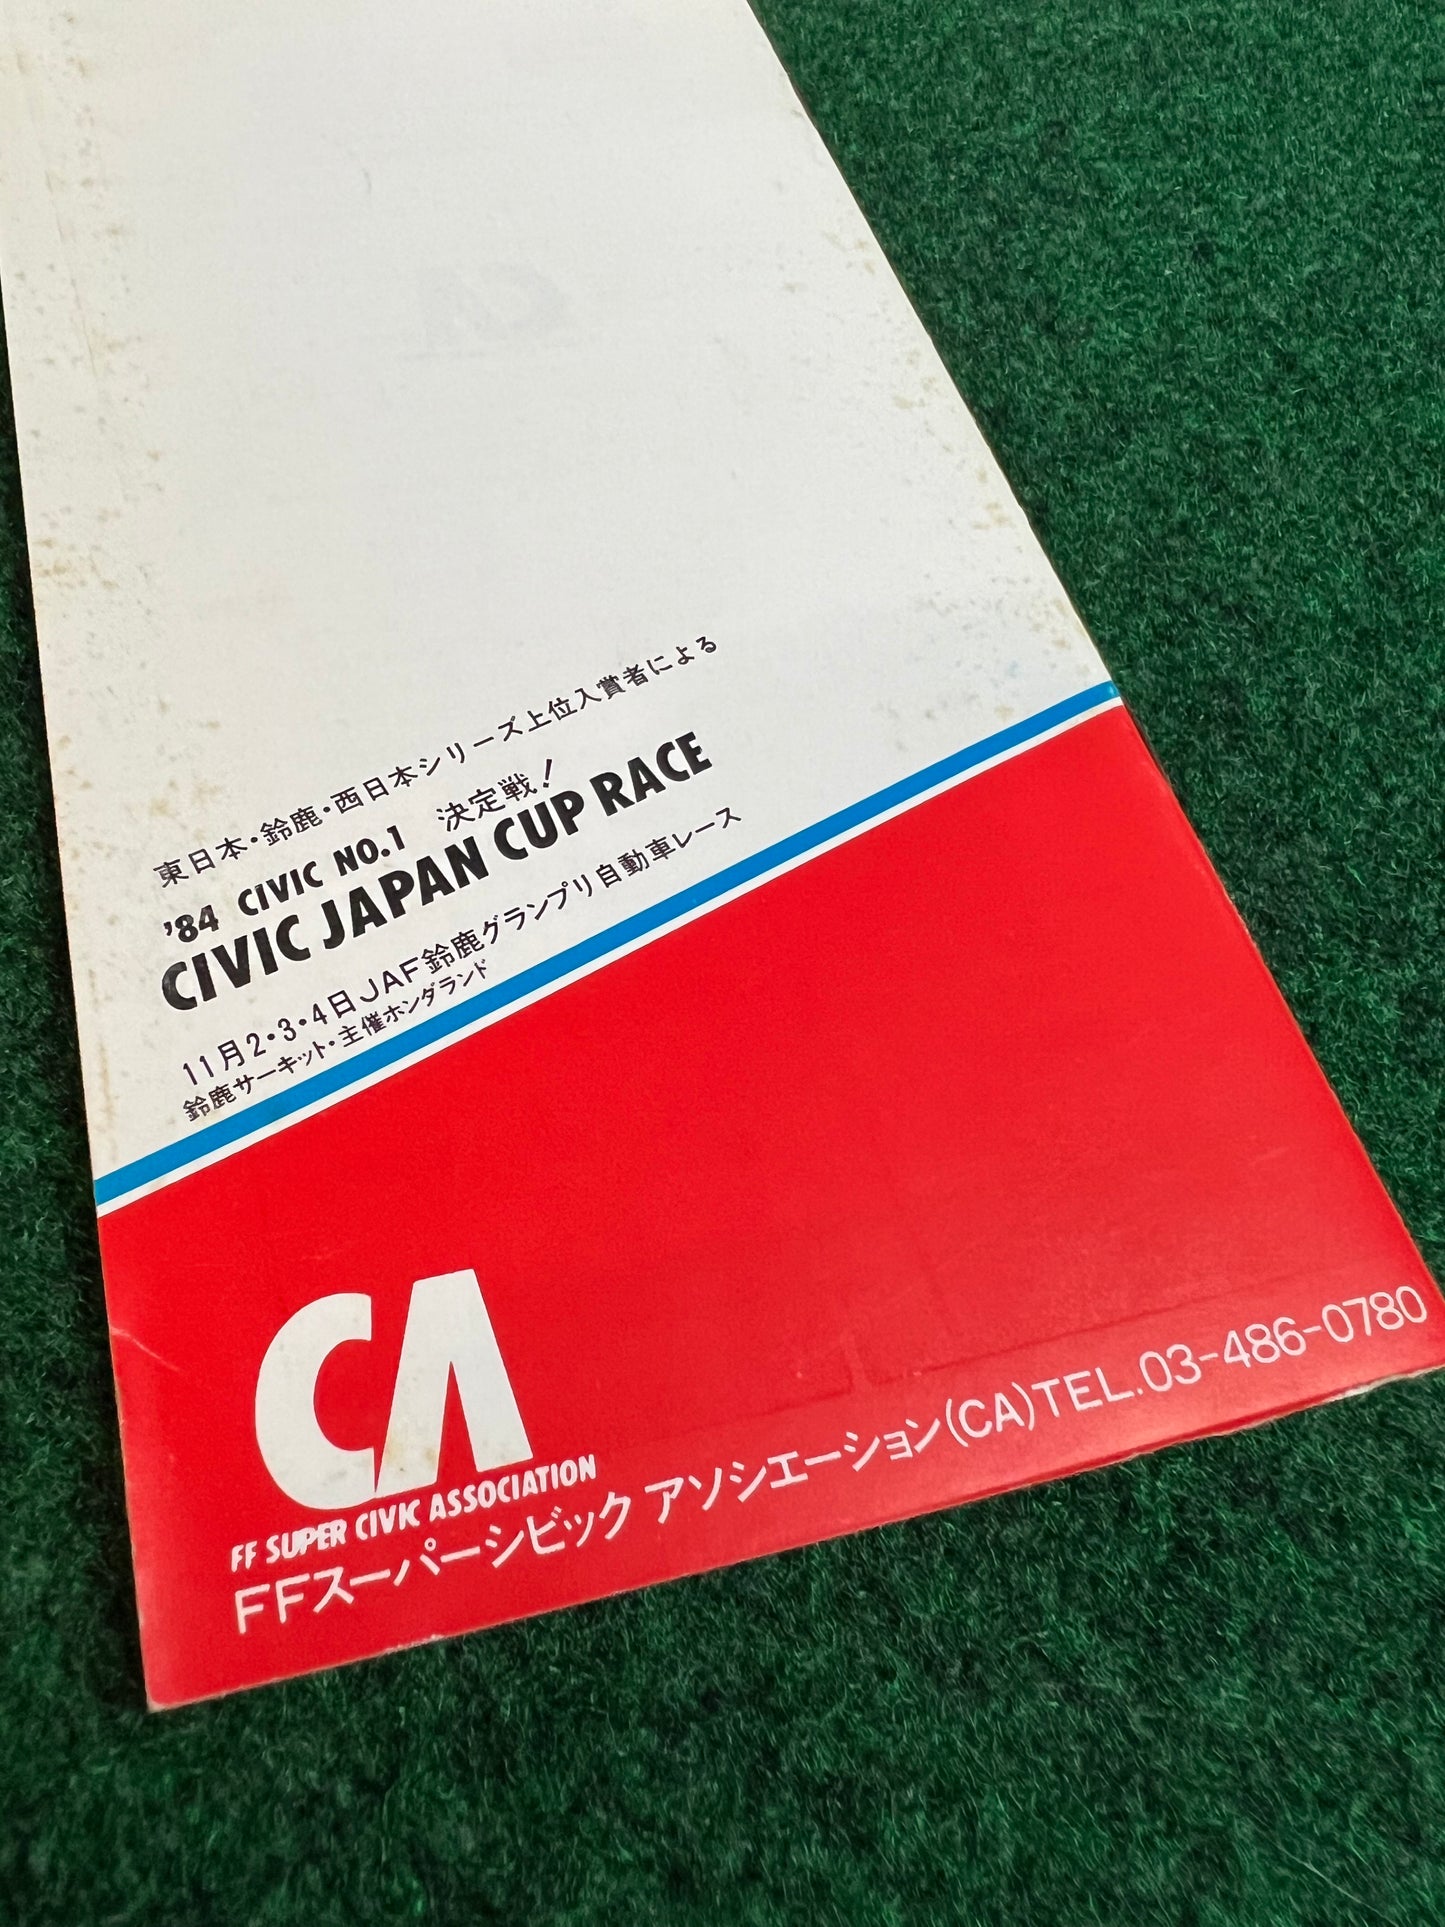 東日本・鈴鹿・西日本シリーズ上位入賞者による
'84 CIVIC NO.1 決定戦!
CIVIC JAPAN CUP RACE
11月2・3・4日JAF鈴鹿グランプリ自動車レース
鈴鹿サーキット・主催ホンダランド
CA
FF SUPER CIVIC ASSOCIATION
FFスーパーシビック アソシエーション(CA)TEL.03-486-0780